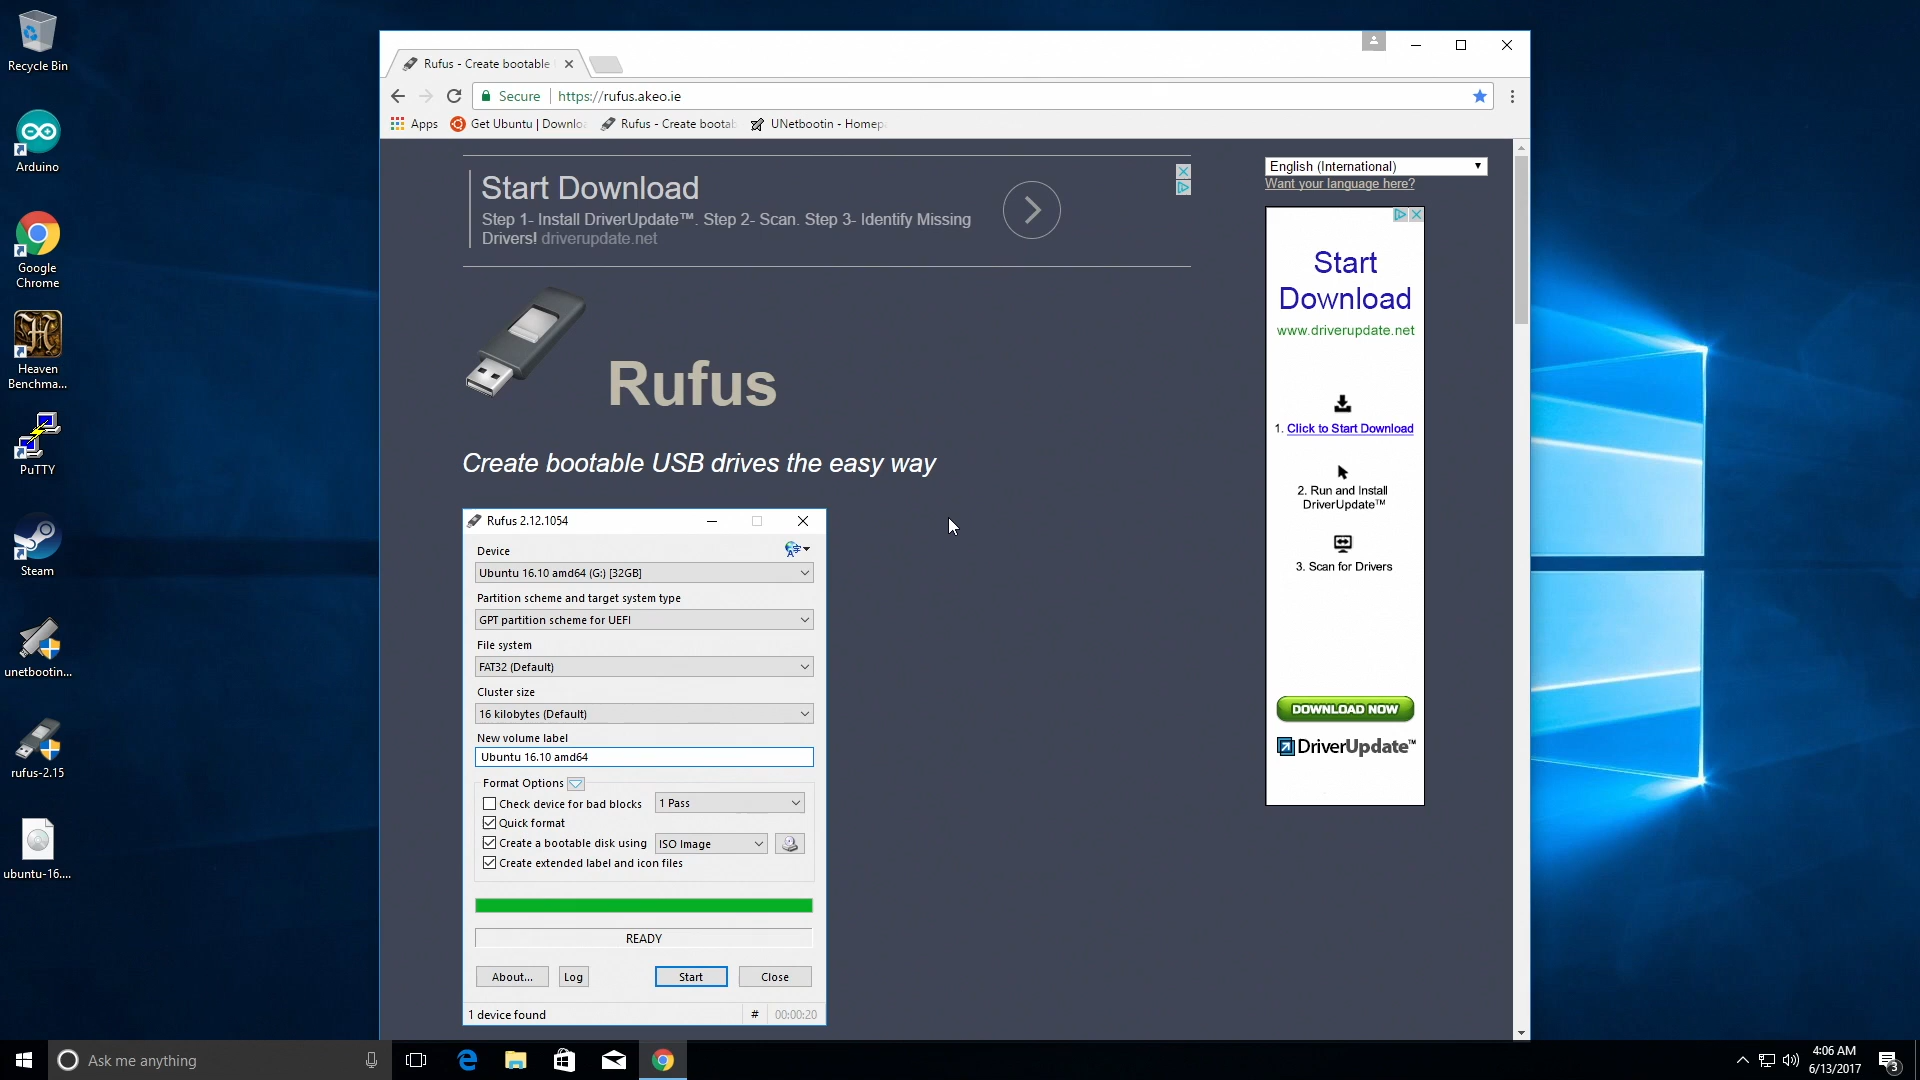 Recycle Bin
Arduino
Google
Chrome
Heaven
Benchma...
PuTTY
Steam
unetbootin...
rufus-2.15
ubuntu-16....
Rufus - Create bootable
Secure
https://rufus.akeo.ie
Apps
Get Ubuntu | Downlo
Rufus - Create bootab
UNetbootin - Homep
Start Download
Step 1- Install DriverUpdate™. Step 2- Scan. Step 3- Identify Missing
Drivers! driverupdate.net
English (International)
Want your language here?
Rufus
Create bootable USB drives the easy way
Start
Download
www.driverupdate.net
1. Click to Start Download
2. Run and Install
DriverUpdate™
3. Scan for Drivers
DOWNLOAD NOW
DriverUpdate™
Rufus 2.12.1054
Device
Ubuntu 16.10 amd64 (G:) [32GB]
Partition scheme and target system type
GPT partition scheme for UEFI
File system
FAT32 (Default)
Cluster size
16 kilobytes (Default)
New volume label
Ubuntu 16.10 amd64
Format Options
Check device for bad blocks
1 Pass
Quick format
Create a bootable disk using
ISO Image
Create extended label and icon files
READY
About...
Log
Start
Close
1 device found
#
00:00:20
Ask me anything
4:06 AM
6/13/2017
3